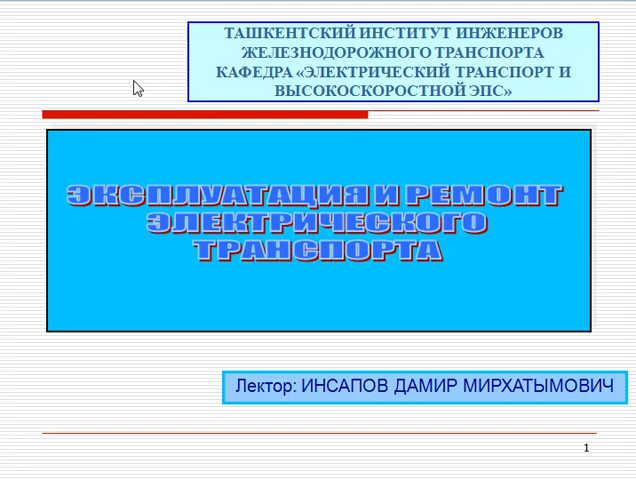 ТАШКЕНТСКИЙ ИНСТИТУТ ИНЖЕНЕРОВ
ЖЕЛЕЗНОДОРОЖНОГО ТРАНСПОРТА
КАФЕДРА «ЭЛЕКТРИЧЕСКИЙ ТРАНСПОРТ И
ВЫСОКОСКОРОСТНОЙ ЭПС»
ЭКСПЛУАТАЦИЯ И РЕМОНТ
ЭЛЕКТРИЧЕСКОГО
ТРАНСПОРТА
Лектор: ИНСАПОВ ДАМИР МИРХАТЫМОВИЧ
1